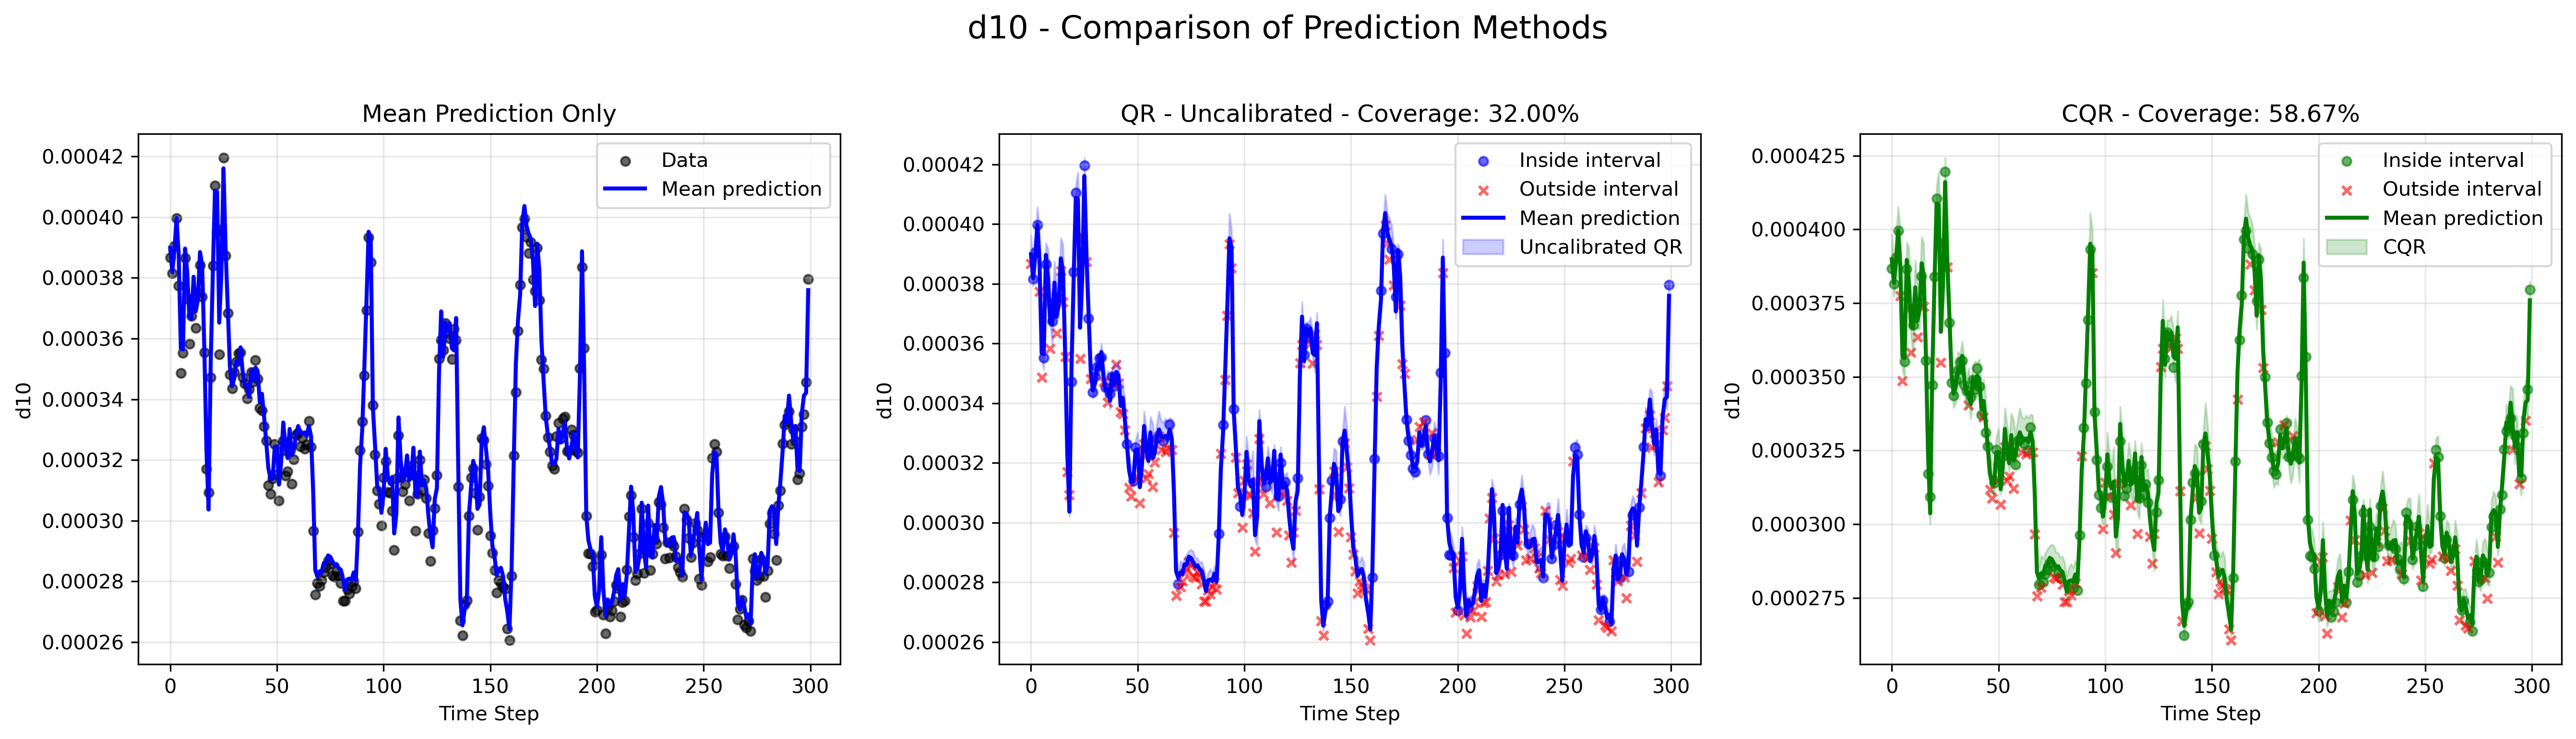 d10 - Comparison of Prediction Methods
Mean Prediction Only
d10
0.00042
0.00040
0.00038
0.00036
0.00034
0.00032
0.00030
0.00028
0.00026
0
50
100
150
200
250
300
Time Step
Data
Mean prediction
QR - Uncalibrated - Coverage: 32.00%
d10
0.00042
0.00040
0.00038
0.00036
0.00034
0.00032
0.00030
0.00028
0.00026
0
50
100
150
200
250
300
Time Step
Inside interval
Outside interval
Mean prediction
Uncalibrated QR
CQR - Coverage: 58.67%
d10
0.000425
0.000400
0.000375
0.000350
0.000325
0.000300
0.000275
0
50
100
150
200
250
300
Time Step
Inside interval
Outside interval
Mean prediction
CQR